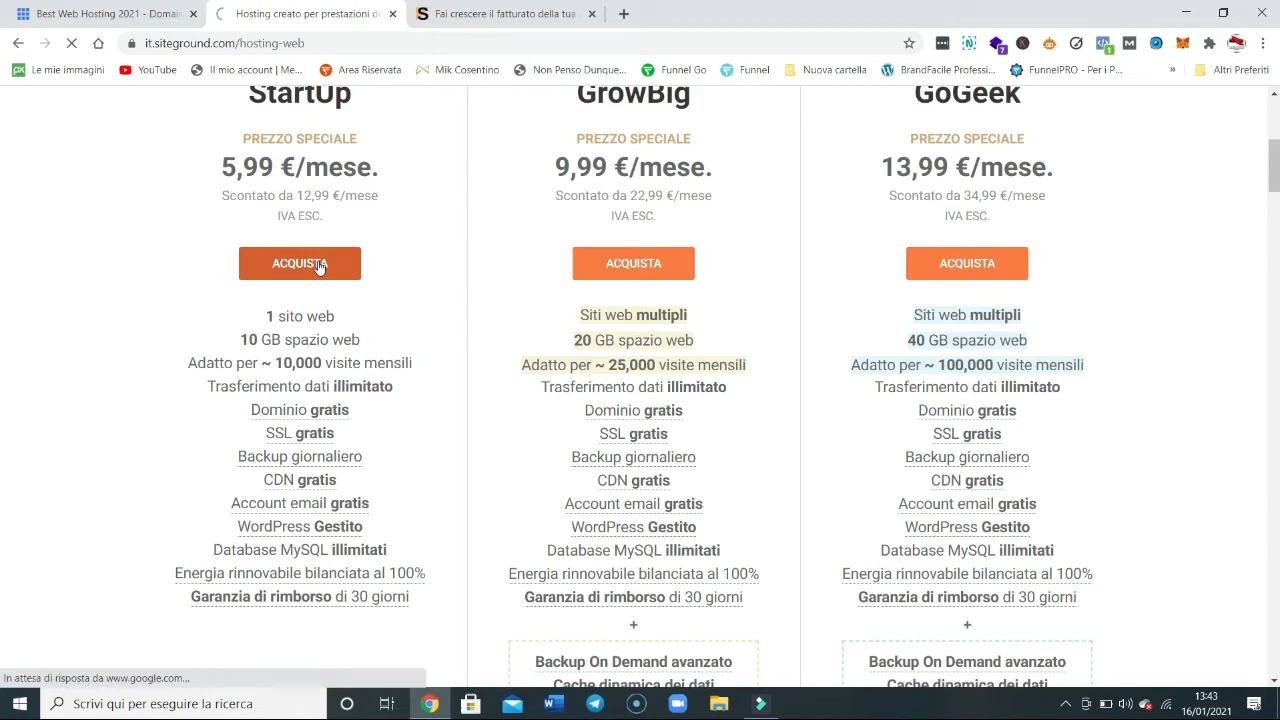 Best Web Hosting 2021 - Domain
Hosting creato per prestazioni de
Fai crescere il fatturato della tua
it.siteground.com/hosting-web
Le mie immagini
YouTube
Il mio account | Me...
Area Riservata
Mik Cosentino
Non Penso Dunque...
Funnel Go
Funnel
Nuova cartella
BrandFacile Professi...
FunnelPRO - Per i P...
»
Altri Preferiti
StartUp
PREZZO SPECIALE
5,99 €/mese.
Scontato da 12,99 €/mese
IVA ESC.
ACQUISTA
1 sito web
10 GB spazio web
Adatto per ~ 10,000 visite mensili
Trasferimento dati illimitato
Dominio gratis
SSL gratis
Backup giornaliero
CDN gratis
Account email gratis
WordPress Gestito
Database MySQL illimitati
Energia rinnovabile bilanciata al 100%
Garanzia di rimborso di 30 giorni
GrowBig
PREZZO SPECIALE
9,99 €/mese.
Scontato da 22,99 €/mese
IVA ESC.
ACQUISTA
Siti web multipli
20 GB spazio web
Adatto per ~ 25,000 visite mensili
Trasferimento dati illimitato
Dominio gratis
SSL gratis
Backup giornaliero
CDN gratis
Account email gratis
WordPress Gestito
Database MySQL illimitati
Energia rinnovabile bilanciata al 100%
Garanzia di rimborso di 30 giorni
+
Backup On Demand avanzato
Cache dinamica dei dati
GoGeek
PREZZO SPECIALE
13,99 €/mese.
Scontato da 34,99 €/mese
IVA ESC.
ACQUISTA
Siti web multipli
40 GB spazio web
Adatto per ~ 100,000 visite mensili
Trasferimento dati illimitato
Dominio gratis
SSL gratis
Backup giornaliero
CDN gratis
Account email gratis
WordPress Gestito
Database MySQL illimitati
Energia rinnovabile bilanciata al 100%
Garanzia di rimborso di 30 giorni
+
Backup On Demand avanzato
Cache dinamica dei dati
In attesa di risposta da www.google.com...
Scrivi qui per eseguire la ricerca
13:43
16/01/2021